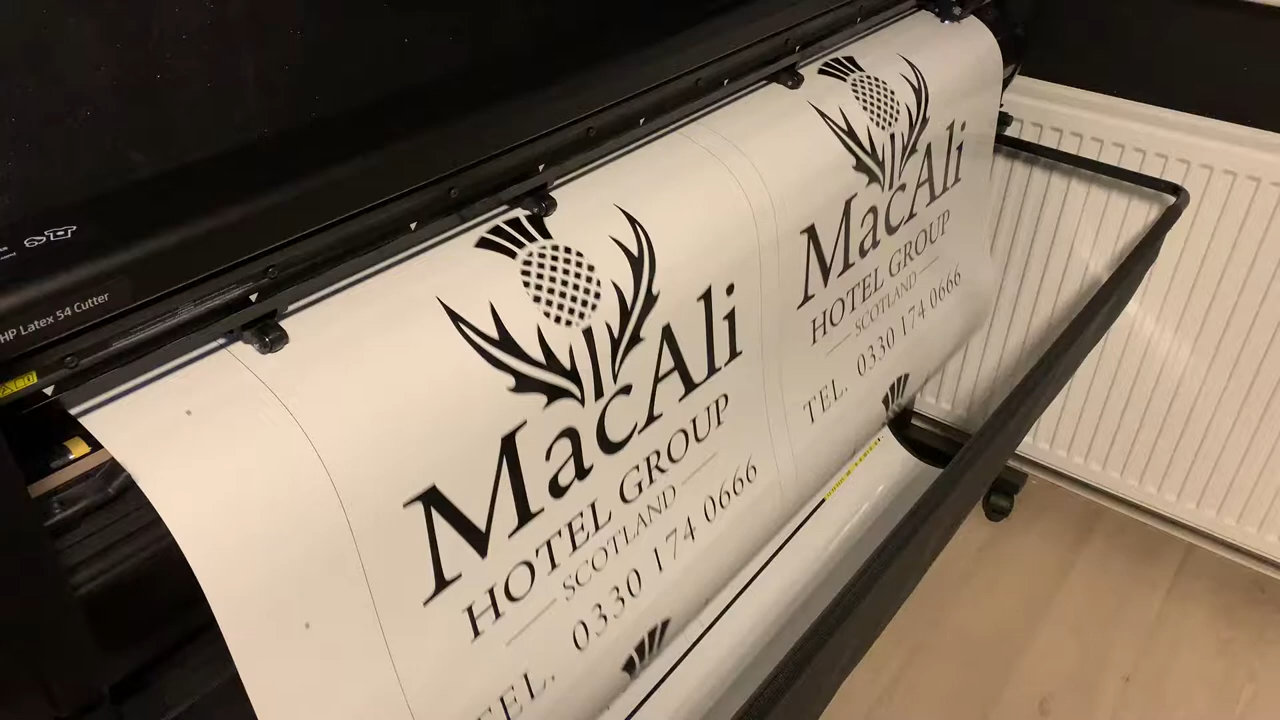 HP Latex 54 Cutter
MacAli
HOTEL GROUP
SCOTLAND
TEL. 0330 174 0666
MacAli
HOTEL GROUP
SCOTLAND
TEL. 0330 174 0666